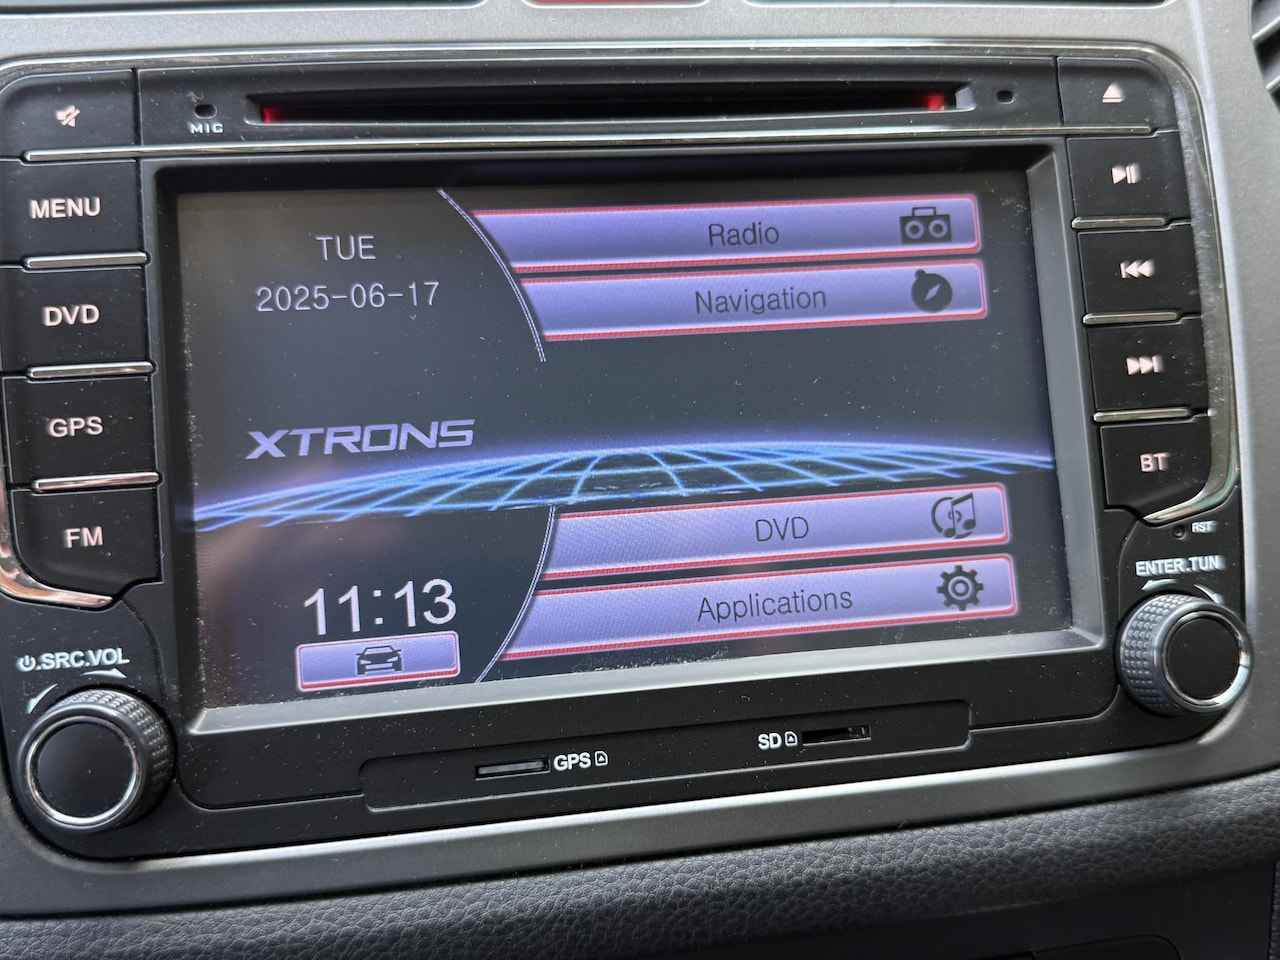 MIC
MENU
DVD
GPS
FM
SRC.VOL
TUE
2025-06-17
XTRONS
11:13
Radio
Navigation
DVD
Applications
BT
RST
ENTER.TUN
GPS
SD